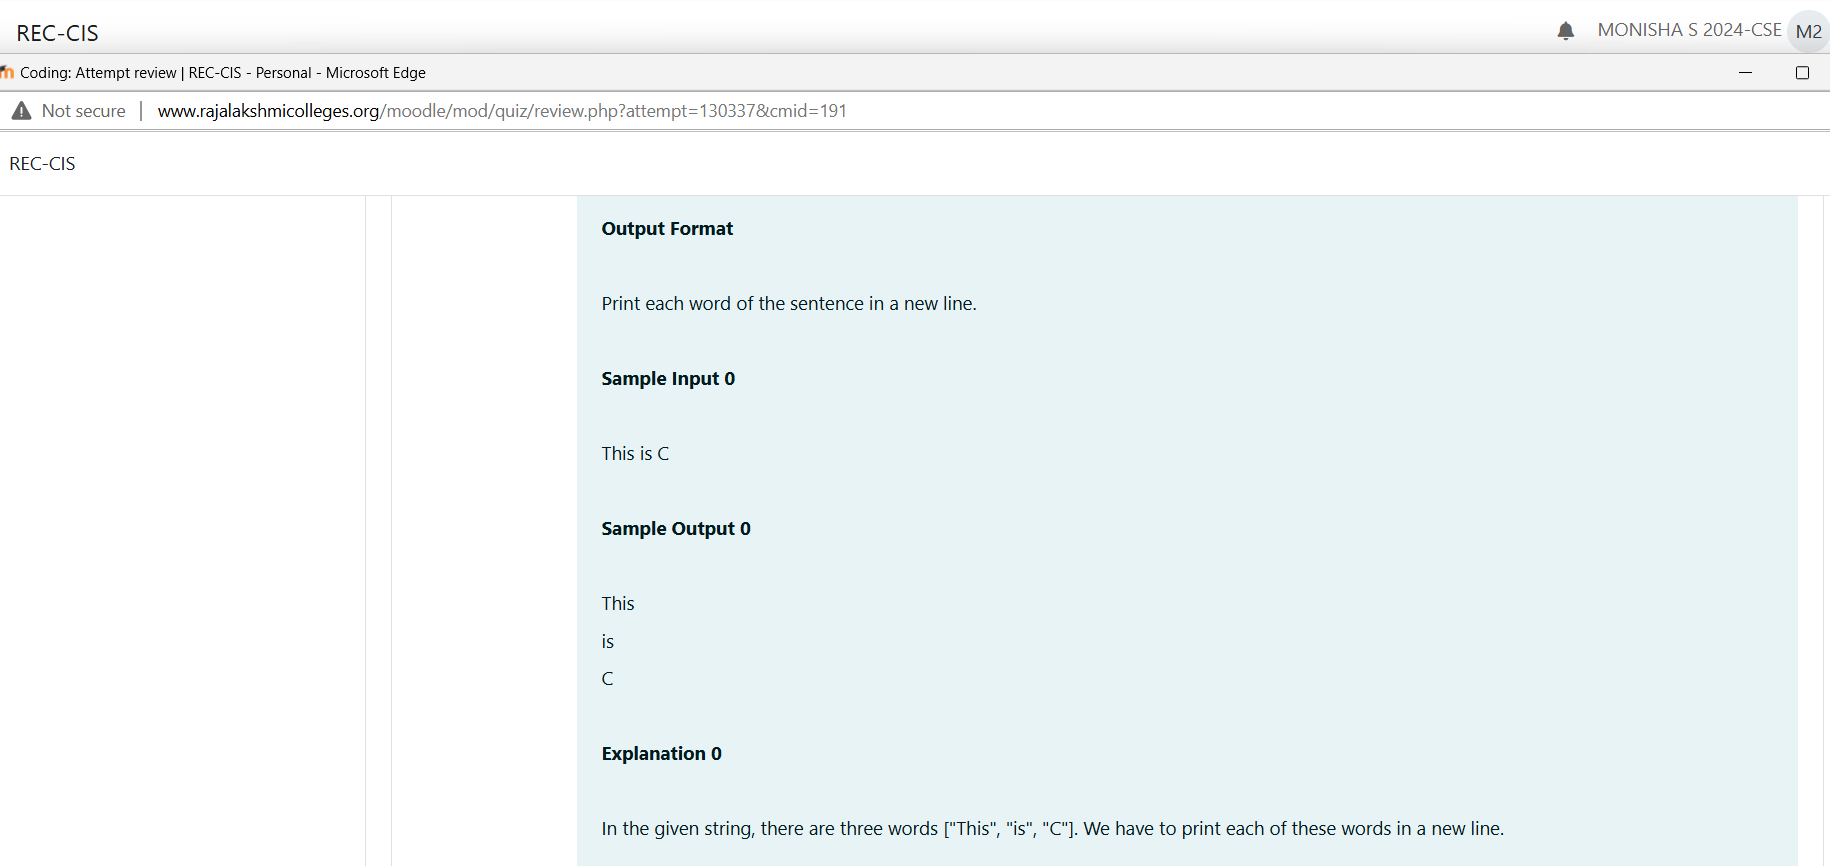 REC-CIS
MONISHA S 2024-CSE M2
Coding: Attempt review | REC-CIS - Personal - Microsoft Edge
Not secure | www.rajalakshmicolleges.org/moodle/mod/quiz/review.php?attempt=130337&cmid=191
REC-CIS
Output Format
Print each word of the sentence in a new line.
Sample Input 0
This is C
Sample Output 0
This
is
C
Explanation 0
In the given string, there are three words ["This", "is", "C"]. We have to print each of these words in a new line.